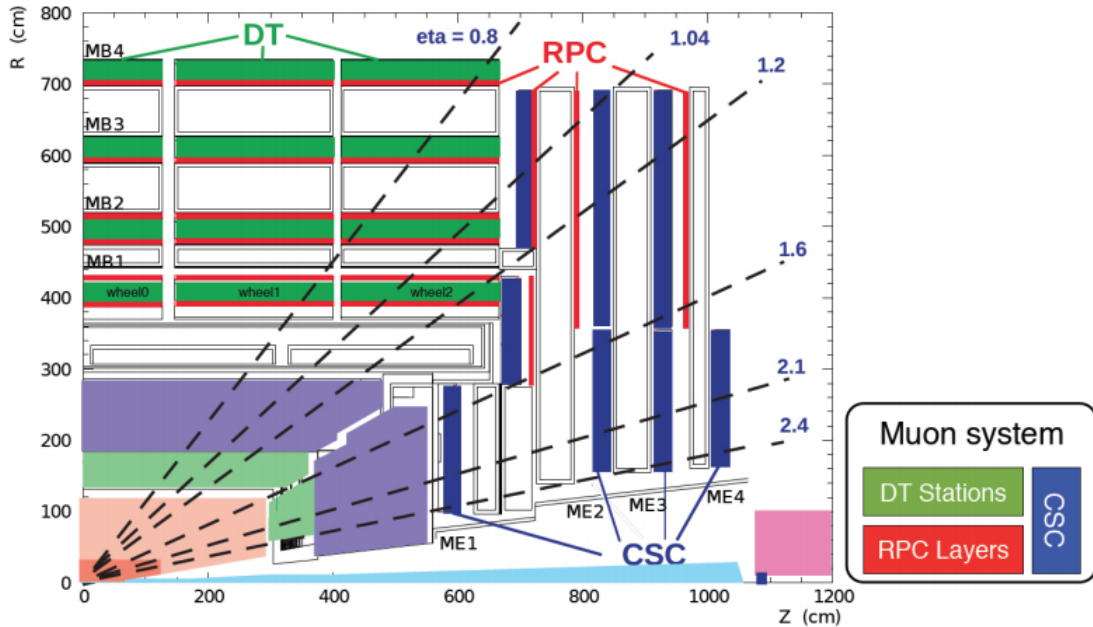 R (cm)
800
700
600
500
400
300
200
100
0
MB4
MB3
MB2
MB1
DT
eta = 0.8
RPC
1.04
1.2
1.6
2.1
2.4
wheel0
wheel1
wheel2
ME1
ME2
ME3
ME4
CSC
0
200
400
600
800
1000
1200
Z (cm)
Muon system
DT Stations
RPC Layers
CSC